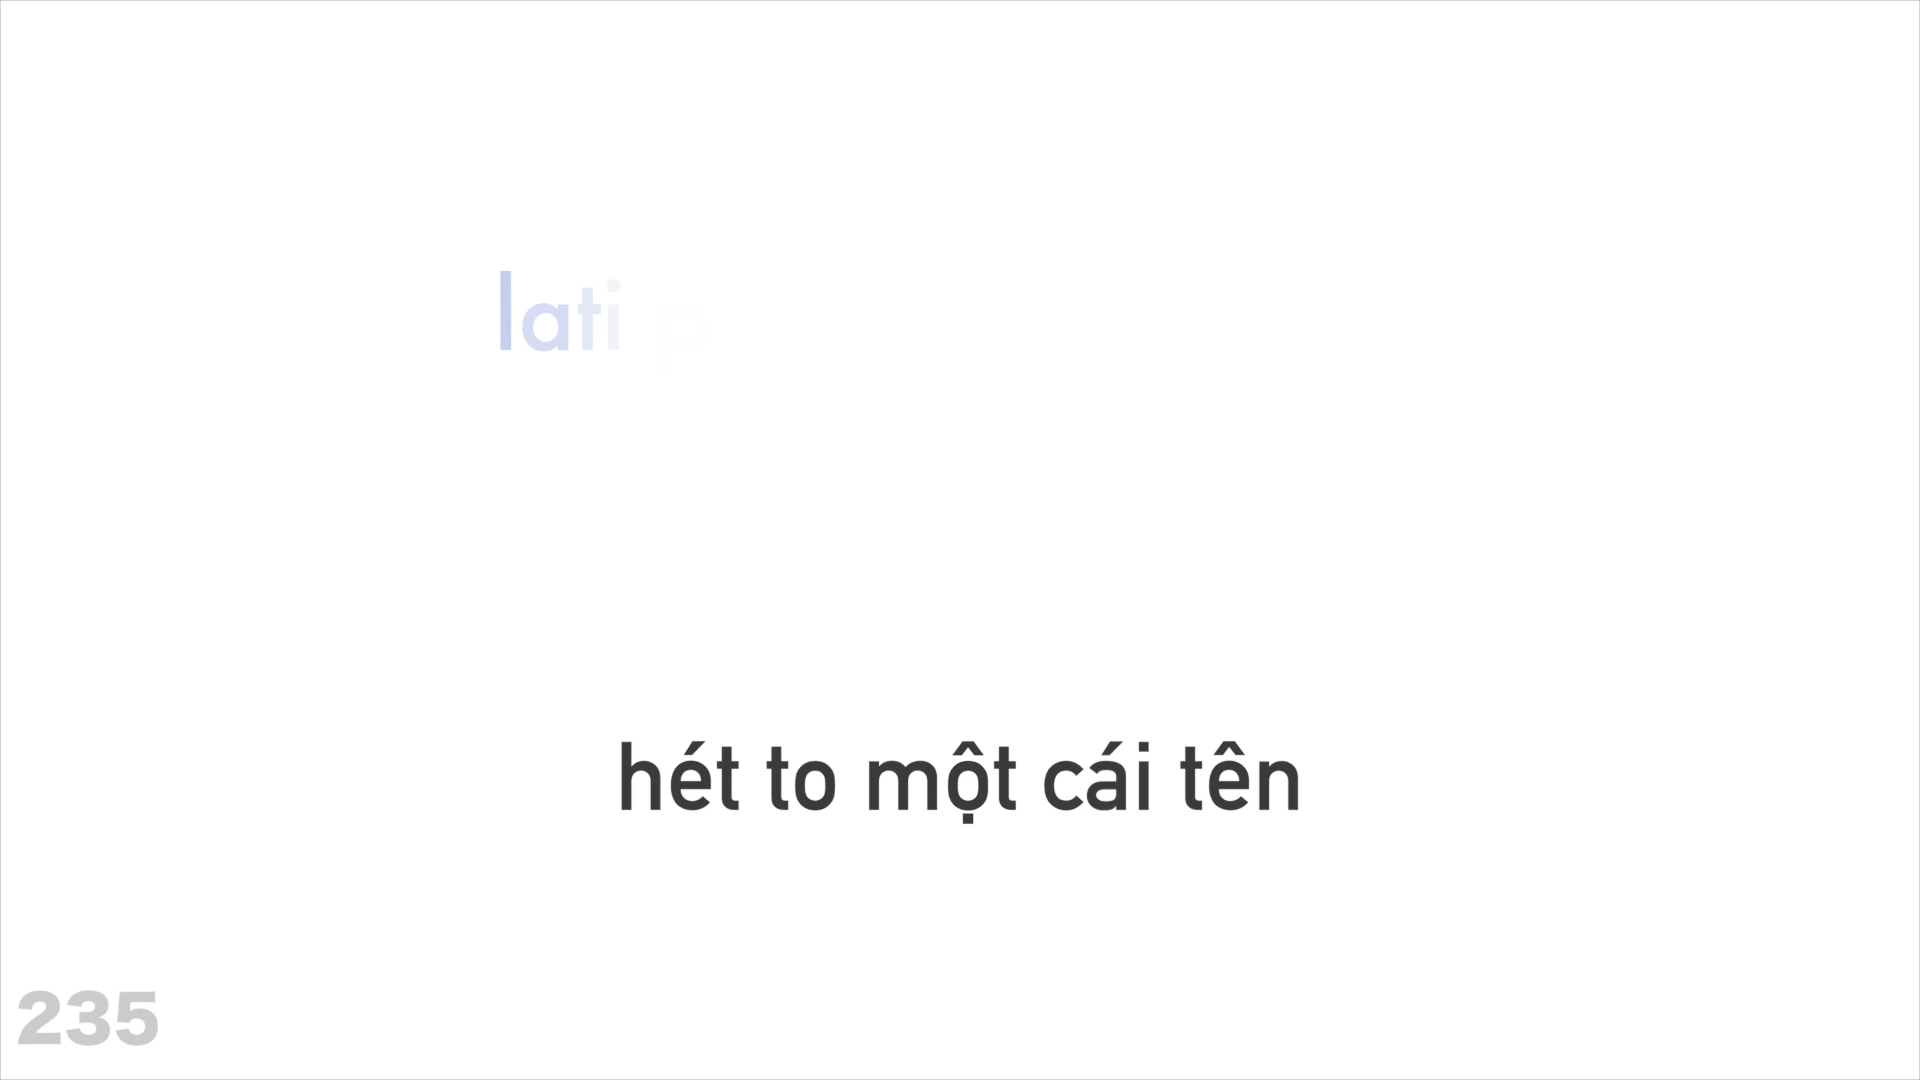 lati p
hét to một cái tên
235